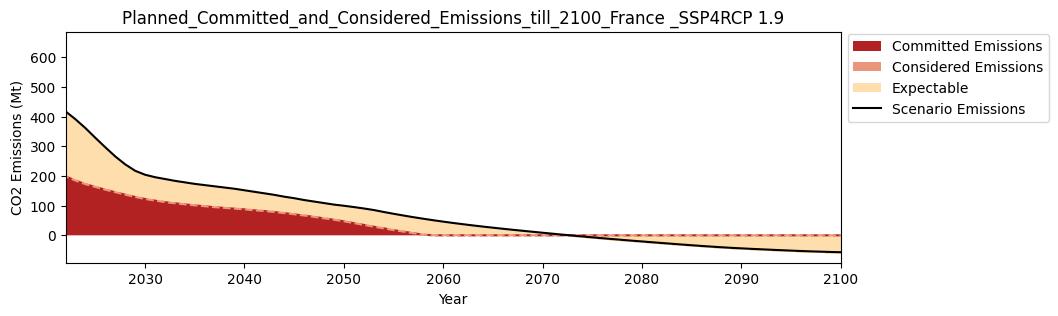 Planned_Committed_and_Considered_Emissions_till_2100_France _SSP4RCP 1.9
600
500
400
300
200
100
0
CO2 Emissions (Mt)
2030 2040 2050 2060 2070 2080 2090 2100
Year
Committed Emissions
Considered Emissions
Expectable
Scenario Emissions